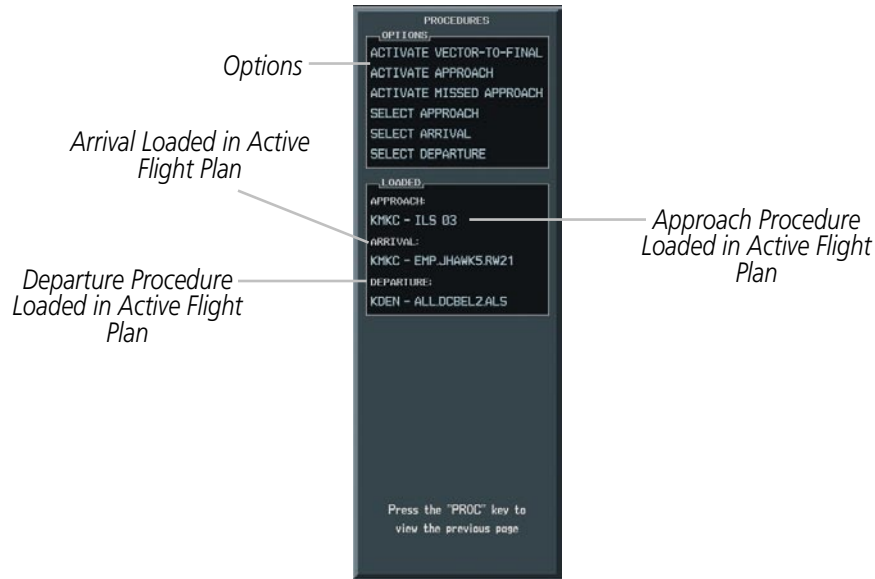 PROCEDURES
OPTIONS
ACTIVATE VECTOR-TO-FINAL
ACTIVATE APPROACH
ACTIVATE MISSED APPROACH
SELECT APPROACH
SELECT ARRIVAL
SELECT DEPARTURE
LOADED
APPROACH:
KMKC - ILS 03
ARRIVAL:
KMKC - EMP.JHAWK5.RW21
DEPARTURE:
KDEN - ALL.DCBEL2.ALS
Press the "PROC" key to
view the previous page
Options
Arrival Loaded in Active
Flight Plan
Departure Procedure
Loaded in Active Flight
Plan
Approach Procedure
Loaded in Active Flight
Plan